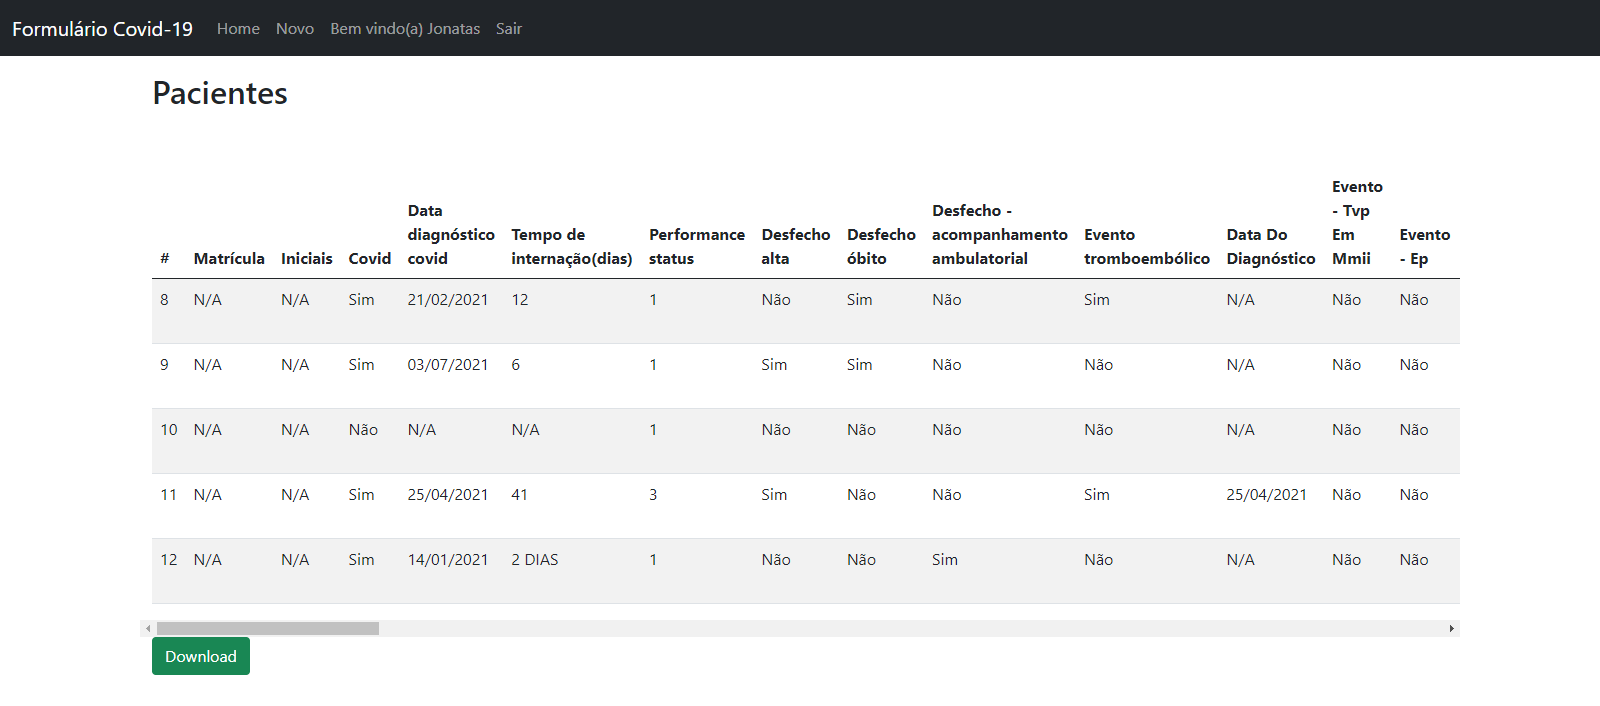 Formulário Covid-19 Home Novo Bem vindo(a) Jonatas Sair
Pacientes
Evento
Data Desfecho - - Tvp
diagnóstico Tempo de Performance Desfecho Desfecho acompanhamento Evento Data Do Em Evento
# Matrícula Iniciais Covid covid internação(dias) status alta óbito ambulatorial tromboembólico Diagnóstico Mmii - Ep
8 N/A N/A Sim 21/02/2021 12 1 Não Sim Não Sim N/A Não Não
9 N/A N/A Sim 03/07/2021 6 1 Sim Sim Não Não N/A Não Não
10 N/A N/A Não N/A N/A 1 Não Não Não Não N/A Não Não
11 N/A N/A Sim 25/04/2021 41 3 Sim Não Não Sim 25/04/2021 Não Não
12 N/A N/A Sim 14/01/2021 2 DIAS 1 Não Não Sim Não N/A Não Não
Download